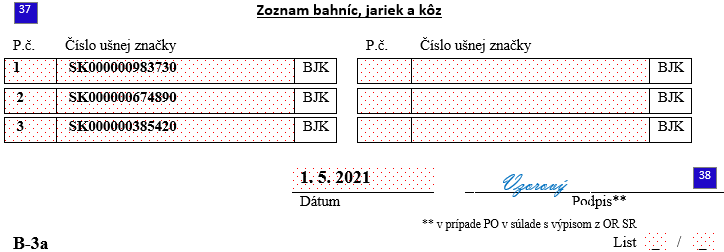 37
Zoznam bahníc, jariek a kôz
P.č. Číslo ušnej značky P.č. Číslo ušnej značky
1 SK000000983730 BJK BJK
2 SK000000674890 BJK BJK
3 SK000000385420 BJK BJK
1. 5. 2021 Vzorový 38
Dátum Podpis**
** v prípade PO v súlade s výpisom z OR SR
B-3a List /